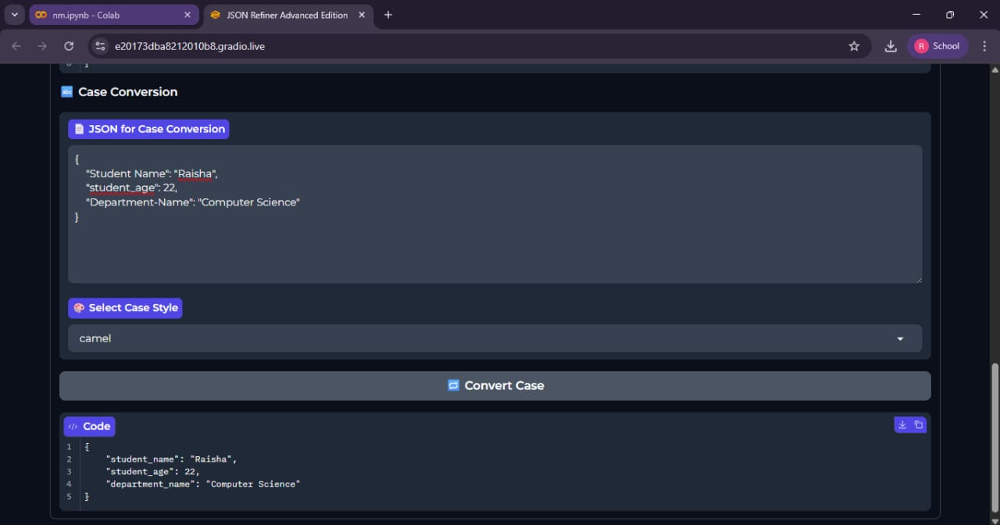 nm.ipynb - Colab
JSON Refiner Advanced Edition
e20173dba8212010b8.gradio.live
R School
Case Conversion
JSON for Case Conversion
{
"Student Name": "Raisha",
"student_age": 22,
"Department-Name": "Computer Science"
}
Select Case Style
camel
Convert Case
</> Code
1 {
2 "student_name": "Raisha",
3 "student_age": 22,
4 "department_name": "Computer Science"
5 }